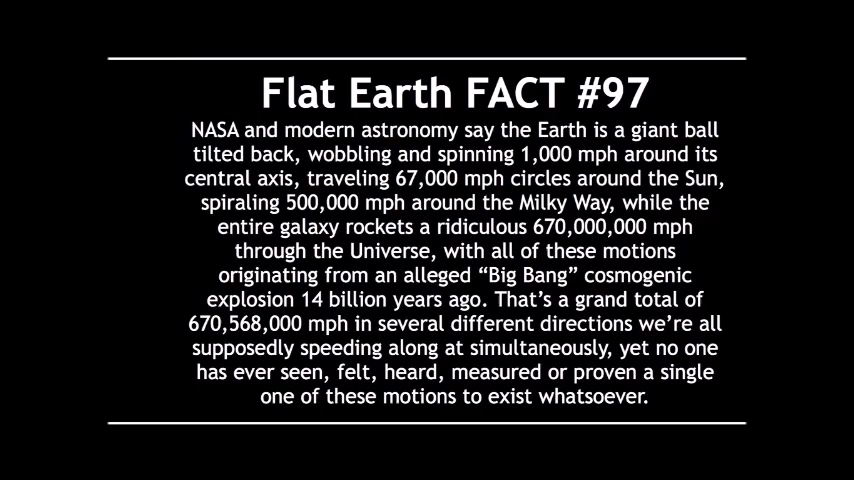 Flat Earth FACT #97
NASA and modern astronomy say the Earth is a giant ball
tilted back, wobbling and spinning 1,000 mph around its
central axis, traveling 67,000 mph circles around the Sun,
spiraling 500,000 mph around the Milky Way, while the
entire galaxy rockets a ridiculous 670,000,000 mph
through the Universe, with all of these motions
originating from an alleged “Big Bang” cosmogenic
explosion 14 billion years ago. That’s a grand total of
670,568,000 mph in several different directions we’re all
supposedly speeding along at simultaneously, yet no one
has ever seen, felt, heard, measured or proven a single
one of these motions to exist whatsoever.